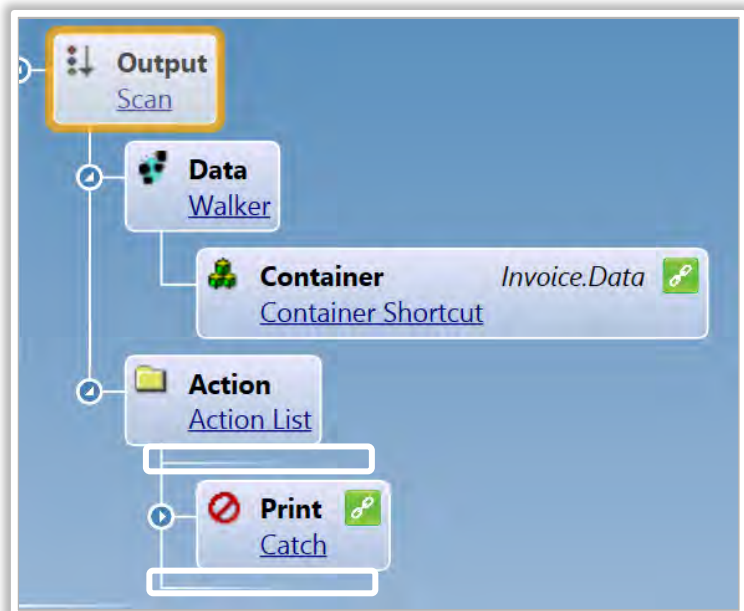 Output
Scan
Data
Walker
Container Invoice.Data
Container Shortcut
Action
Action List
Print
Catch